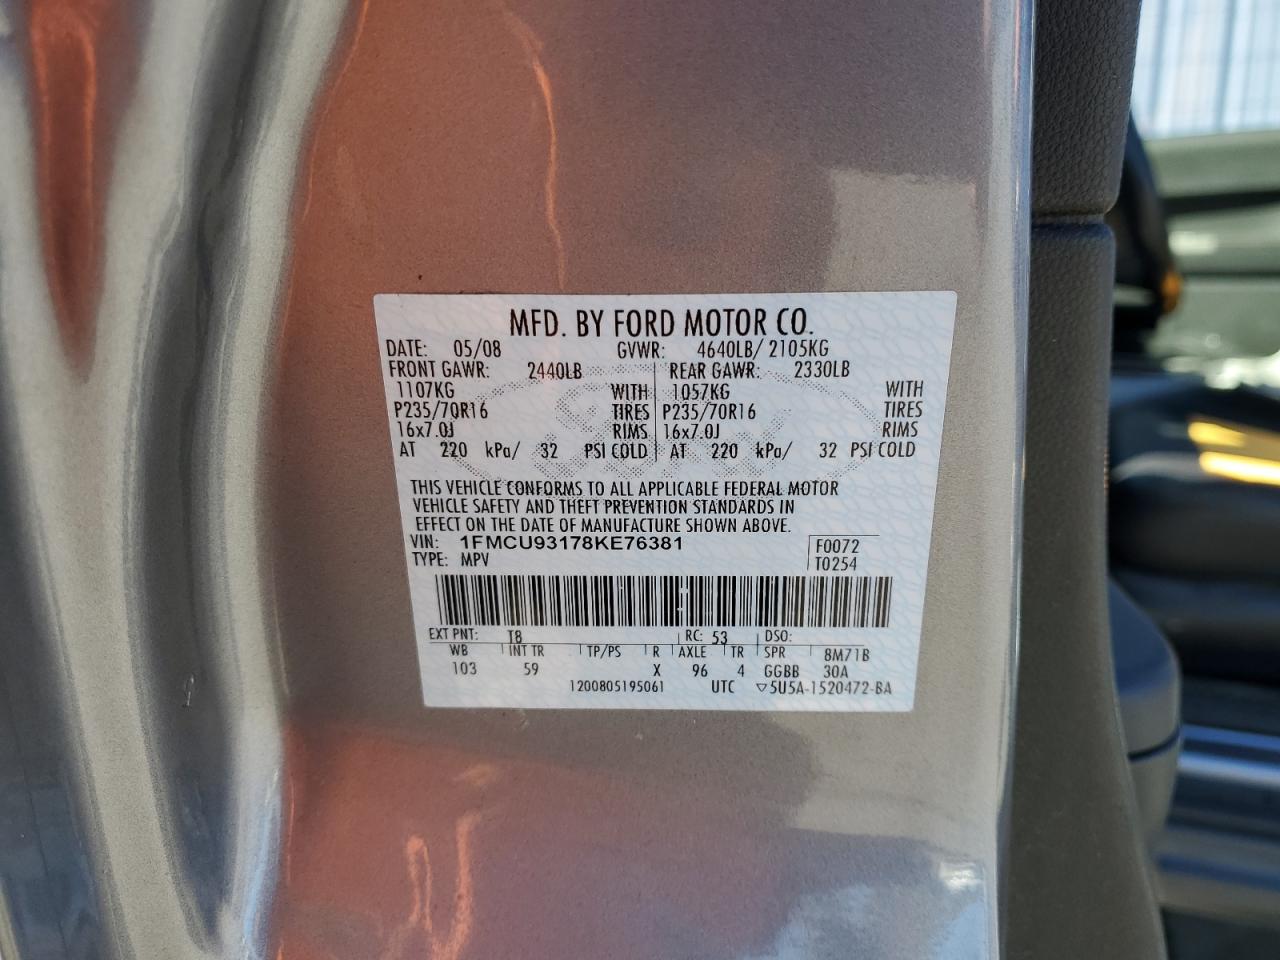 MFD. BY FORD MOTOR CO.
DATE: 05/08 GVWR: 4640LB/ 2105KG
FRONT GAWR: 2440LB REAR GAWR: 2330LB
1107KG WITH 1057KG WITH
P235/70R16 TIRES P235/70R16 TIRES
16x7.0J RIMS 16x7.0J RIMS
AT 220 kPa/ 32 PSI COLD AT 220 kPa/ 32 PSI COLD
THIS VEHICLE CONFORMS TO ALL APPLICABLE FEDERAL MOTOR
VEHICLE SAFETY AND THEFT PREVENTION STANDARDS IN
EFFECT ON THE DATE OF MANUFACTURE SHOWN ABOVE.
VIN: 1FMCU93178KE76381 F0072
TYPE: MPV T0254
EXT PNT: T8 RC: 53 DSO:
WB INT TR TP/PS R AXLE TR SPR 8M71B
103 59 X 96 4 GGBB 30A
1200805195061 UTC ▽5U5A-1520472-BA